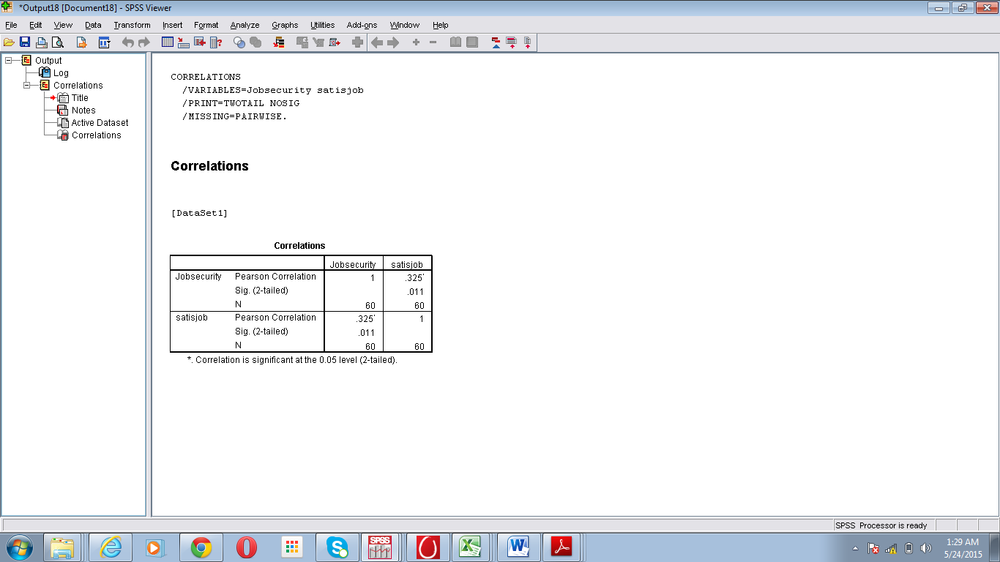 *Output18 [Document18] - SPSS Viewer
File Edit View Data Transform Insert Format Analyze Graphs Utilities Add-ons Window Help
Output
Log
Correlations
Title
Notes
Active Dataset
Correlations
CORRELATIONS
/VARIABLES=Jobsecurity satisjob
/PRINT=TWOTAIL NOSIG
/MISSING=PAIRWISE.
Correlations
[DataSet1]
Correlations
Jobsecurity satisjob
Jobsecurity Pearson Correlation 1 .325*
Sig. (2-tailed) .011
N 60 60
satisjob Pearson Correlation .325* 1
Sig. (2-tailed) .011
N 60 60
*. Correlation is significant at the 0.05 level (2-tailed).
SPSS Processor is ready
SPSS
1:29 AM
5/24/2015